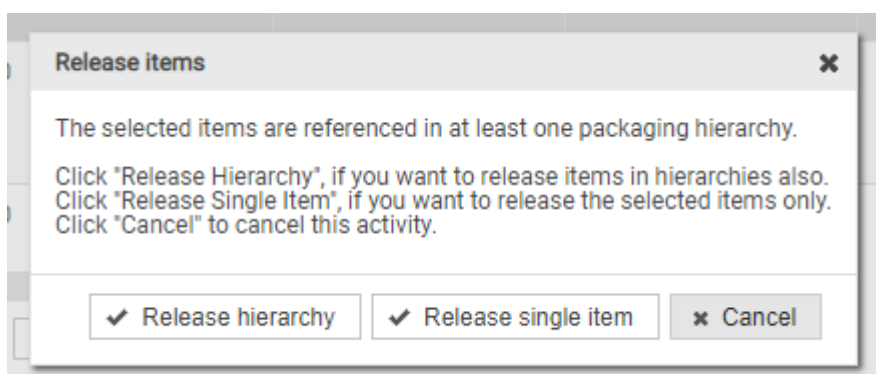 Release items
The selected items are referenced in at least one packaging hierarchy.
Click "Release Hierarchy", if you want to release items in hierarchies also.
Click "Release Single Item", if you want to release the selected items only.
Click "Cancel" to cancel this activity.
Release hierarchy
Release single item
Cancel